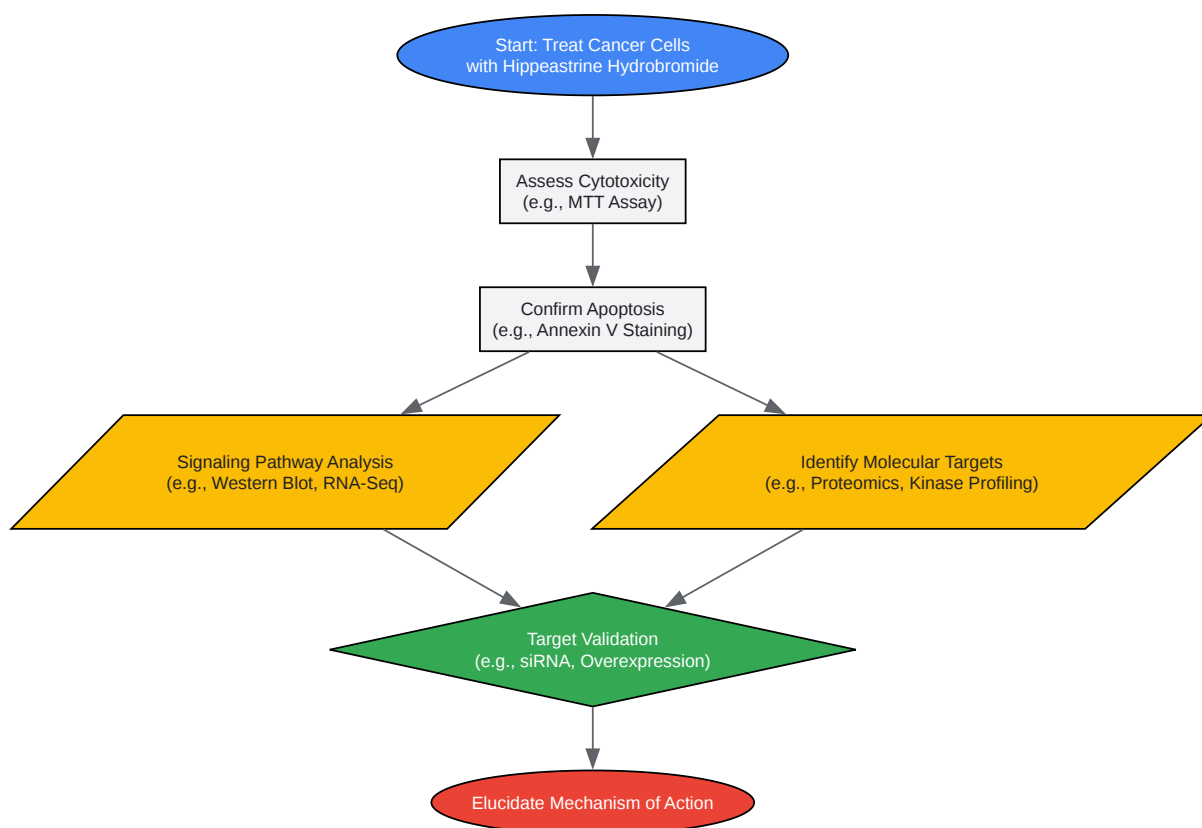 Start: Treat Cancer Cells
with Hippeastrine Hydrobromide
Assess Cytotoxicity
(e.g., MTT Assay)
Confirm Apoptosis
(e.g., Annexin V Staining)
Signaling Pathway Analysis
(e.g., Western Blot, RNA-Seq)
Identify Molecular Targets
(e.g., Proteomics, Kinase Profiling)
Target Validation
(e.g., siRNA, Overexpression)
Elucidate Mechanism of Action